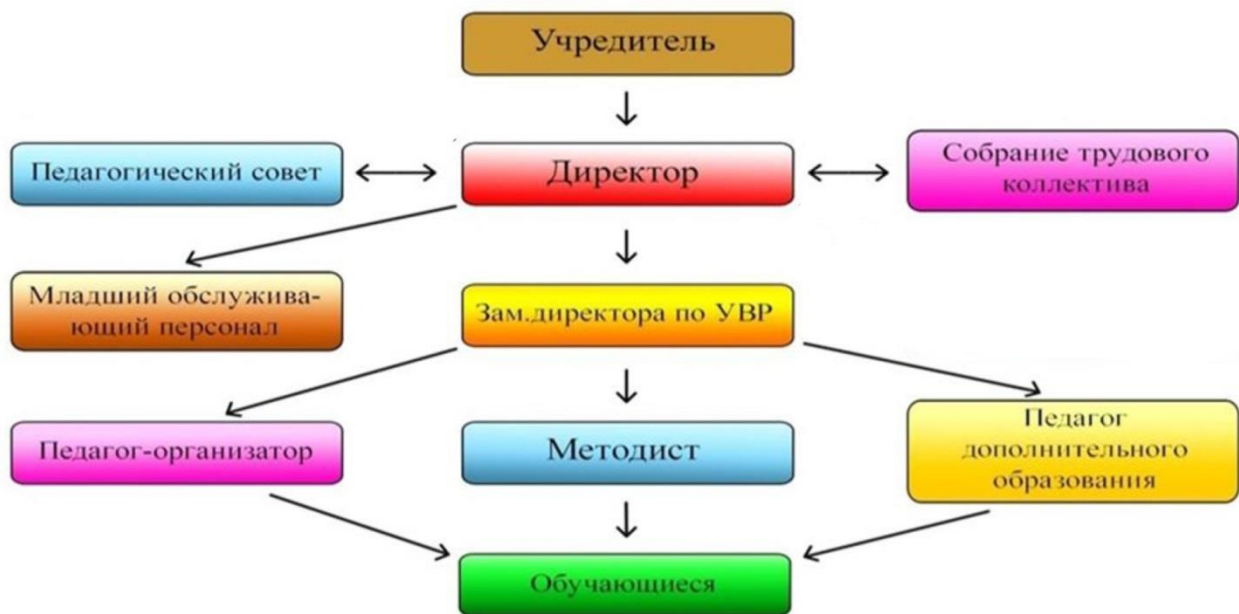 Учредитель
Педагогический совет
Директор
Собрание трудового
коллектива
Младший обслужива-
ющий персонал
Зам.директора по УВР
Педагог-организатор
Методист
Педагог
дополнительного
образования
Обучающиеся